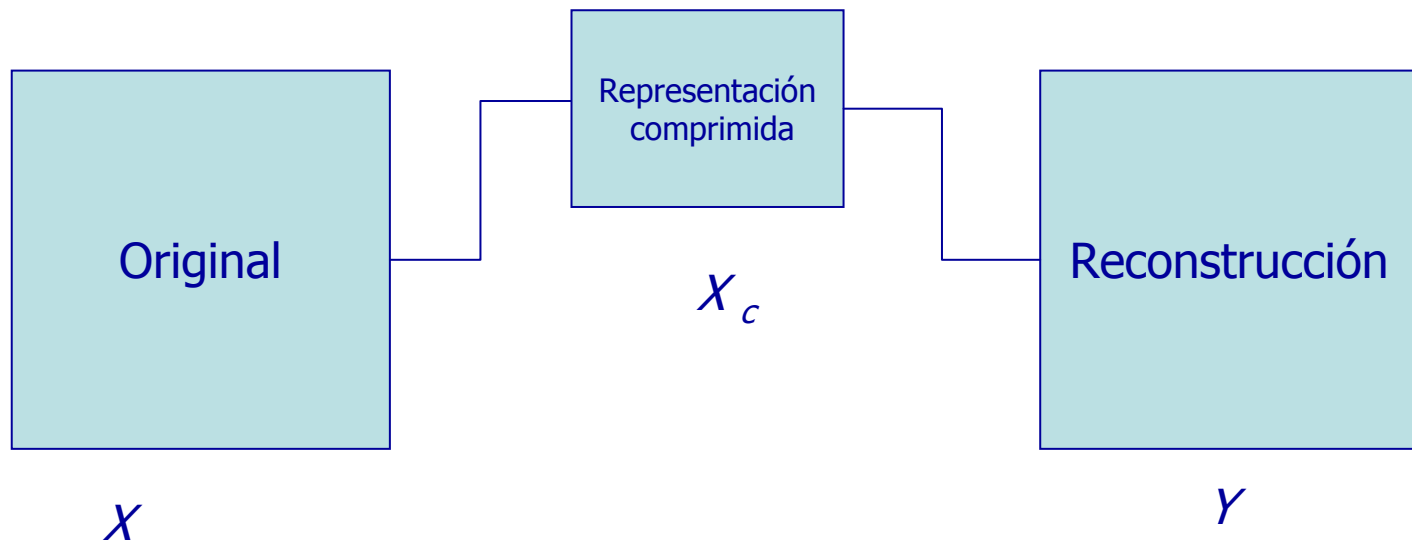 Original
X
Representación
comprimida
X c
Reconstrucción
Y